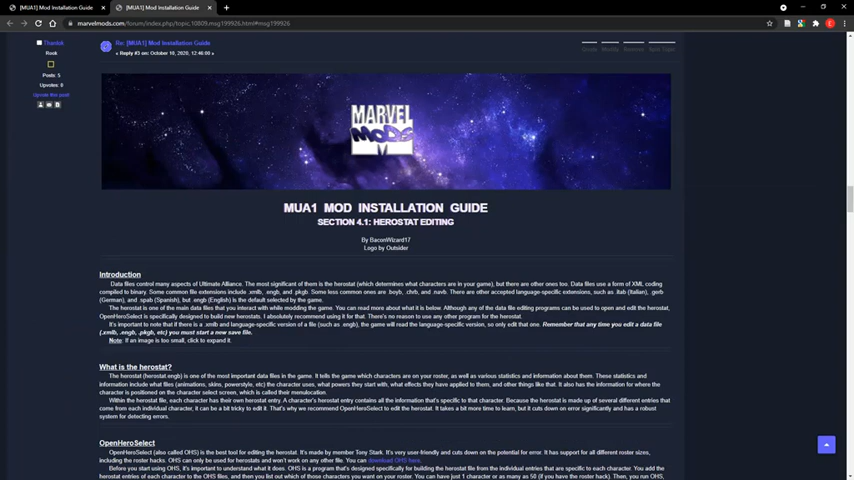 [MUA1] Mod Installation Guide
[MUA1] Mod Installation Guide
marvelmods.com/forum/index.php/topic,10809.msg199926.html#msg199926
Re: [MUA1] Mod Installation Guide
« Reply #3 on: October 10, 2020, 12:46:00 »
Rook
Posts: 5
Upvotes: 0
Upvote this post!
MARVEL
MODS
MUA1 MOD INSTALLATION GUIDE
SECTION 4.1: HEROSTAT EDITING
By BaconWizard17
Logo by Outsider
Introduction
Data files control many aspects of Ultimate Alliance. The most significant of them is the herostat (which determines what characters are in your game), but there are other ones too. Data files use a form of XML coding
compiled to binary. Some common file extensions include .xmlb, .engb, and .pkgb. Some less common ones are .boyb, .chrb, and .navb. There are other accepted language-specific extensions, such as .itab (Italian), .gerb
(German), and .spab (Spanish), but .engb (English) is the default selected by the game.
The herostat is one of the main data files that you interact with while modding the game. You can read more about what it is below. Although any of the data file editing programs can be used to open and edit the herostat,
OpenHeroSelect is specifically designed to build new herostats. I absolutely recommend using it for that. There's no reason to use any other program for the herostat.
It's important to note that if there is a .xmlb and language-specific version of a file (such as .engb), the game will read the language-specific version, so only edit that one. Remember that any time you edit a data file
(.xmlb, .engb, .pkgb, etc) you must start a new save file.
Note: If an image is too small, click to expand it.
What is the herostat?
The herostat (herostat.engb) is one of the most important data files in the game. It tells the game which characters are on your roster, as well as various statistics and information about them. These statistics and
information include what files (animations, skins, powerstyle, etc) the character uses, what powers they start with, what effects they have applied to them, and other things like that. It also has the information for where the
character is positioned on the character select screen, which is called their menulocation.
Within the herostat file, each character has their own herostat entry. A character's herostat entry contains all the information that's specific to that character. Because the herostat is made up of several different entries that
come from each individual character, it can be a bit tricky to edit it. That's why we recommend OpenHeroSelect to edit the herostat. It takes a bit more time to learn, but it cuts down on error significantly and has a robust
system for detecting errors.
OpenHeroSelect
OpenHeroSelect (also called OHS) is the best tool for editing the herostat. It's made by member Tony Stark. It's very user-friendly and cuts down on the potential for error. It has support for all different roster sizes,
including the roster hacks. OHS can only be used for herostats and won't work on any other file. You can download OHS here.
Before you start using OHS, it's important to understand what it does. OHS is a program that's designed specifically for building the herostat from the individual entries that are specific to each character. You add the
herostat entries of each character to the OHS files, and then you list out which of those characters you want on your roster. You can have just 1 character or as many as 50 (if you have the roster hack). Then, you run OHS,